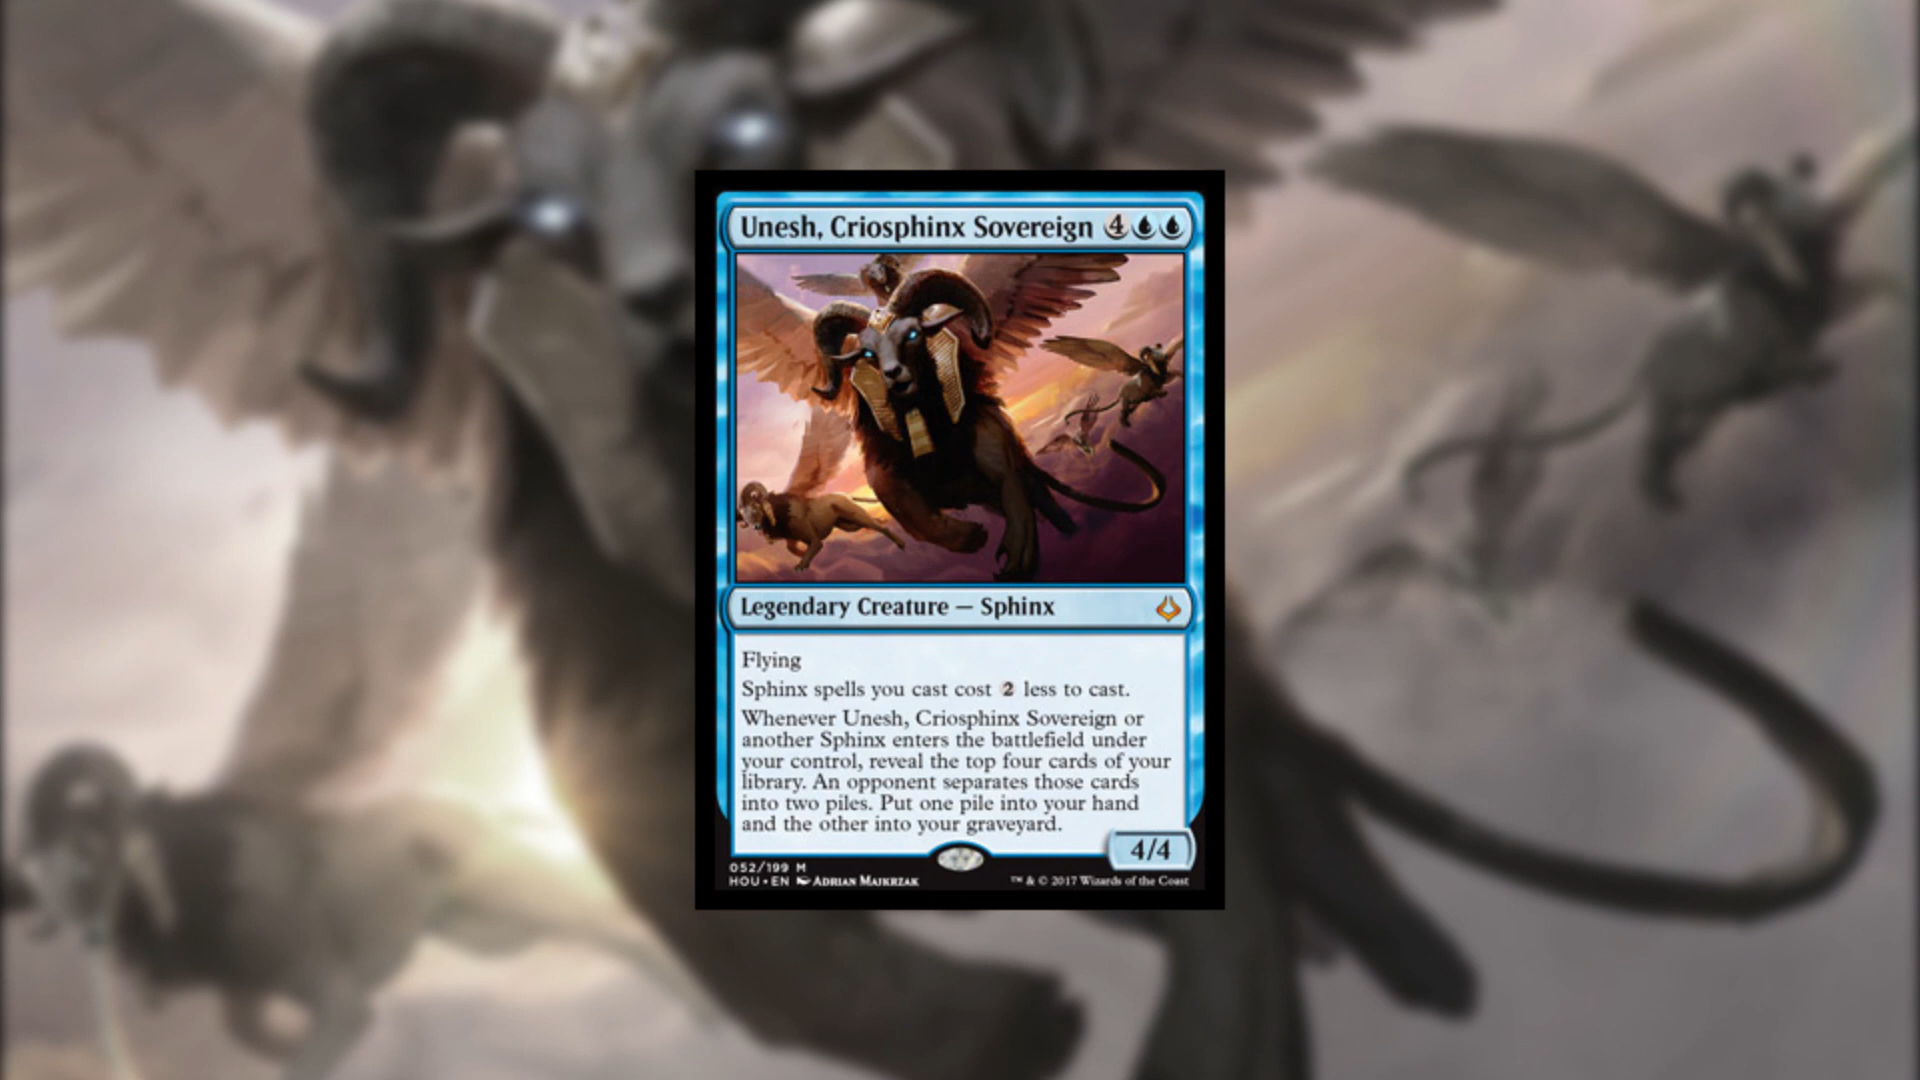 Unesh, Criosphinx Sovereign 4
Legendary Creature — Sphinx
Flying
Sphinx spells you cast cost 2 less to cast.
Whenever Unesh, Criosphinx Sovereign or
another Sphinx enters the battlefield under
your control, reveal the top four cards of your
library. An opponent separates those cards
into two piles. Put one pile into your hand
and the other into your graveyard.
4/4
052/199 M
HOU • EN ADRIAN MAJKRZAK
™ & © 2017 Wizards of the Coast